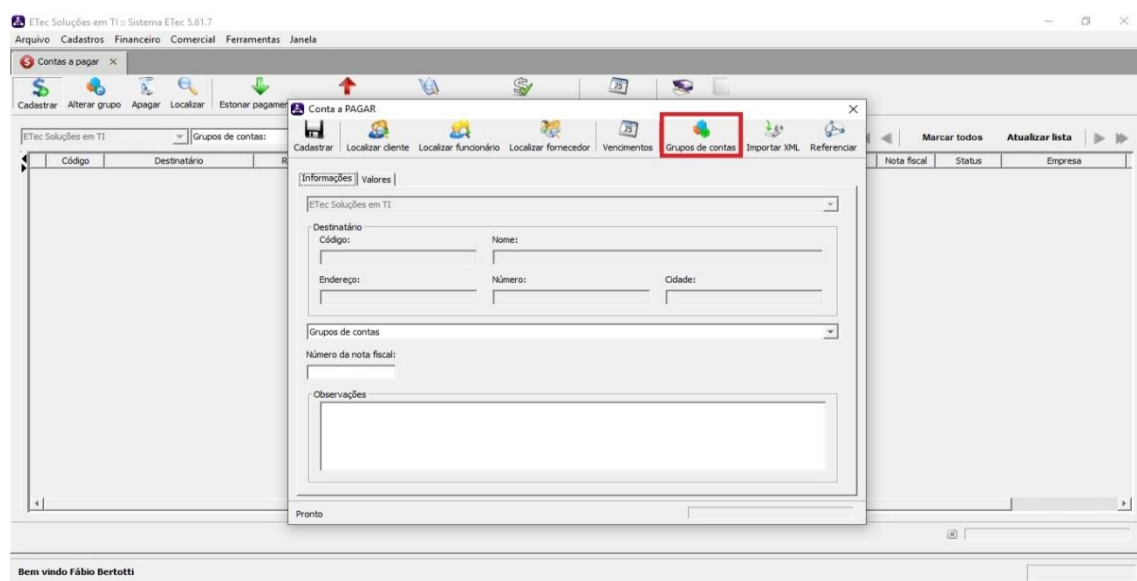 ETec Soluções em TI :: Sistema ETec 5.61.7
Arquivo Cadastros Financeiro Comercial Ferramentas Janela
Contas a pagar
Cadastrar Alterar grupo Apagar Localizar Estonar pagamen
Conta a PAGAR
Cadastrar Localizar cliente Localizar funcionário Localizar fornecedor Vencimentos Grupos de contas Importar XML Referenciar
ETec Soluções em TI Grupos de contas: Marcar todos Atualizar lista
Código Destinatário R Nota fiscal Status Empresa
Informações Valores
ETec Soluções em TI
Destinatário
Código: Nome:
Endereço: Número: Cidade:
Grupos de contas
Número da nota fiscal:
Observações
Pronto
Bem vindo Fábio Bertotti